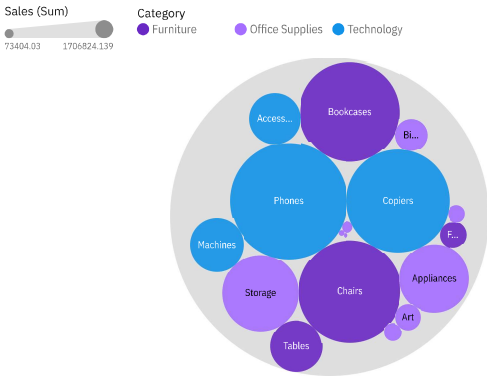 Sales (Sum)
73404.03 1706824.139
Category
Furniture Office Supplies Technology
Bookcases
Access...
Bi...
Phones
Copiers
F...
Machines
Appliances
Storage
Chairs
Art
Tables